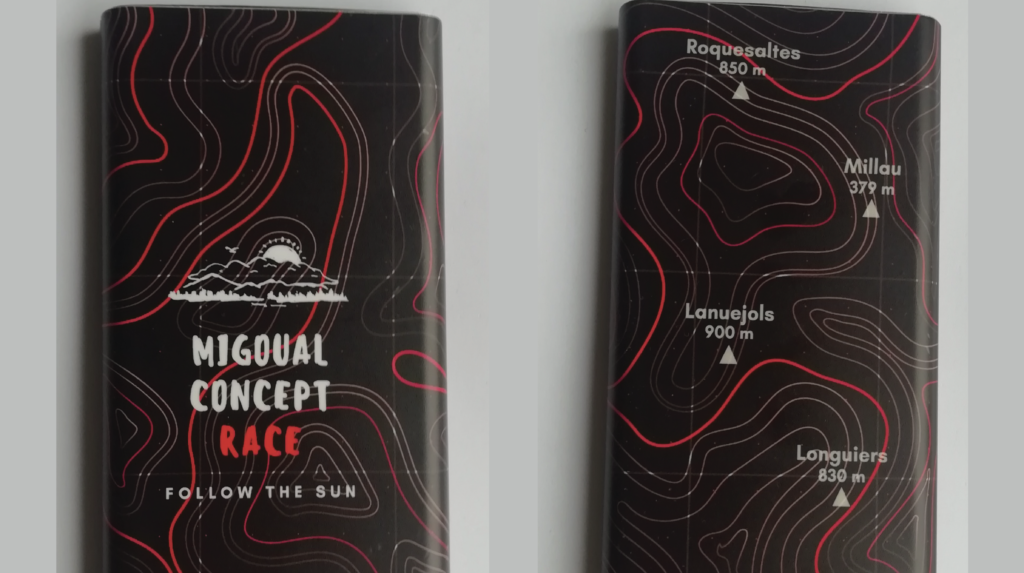 MIGOUAL
CONCEPT
RACE
FOLLOW THE SUN
Roquesaltes
850 m
Millau
379 m
Lanuejols
900 m
Longuiers
830 m